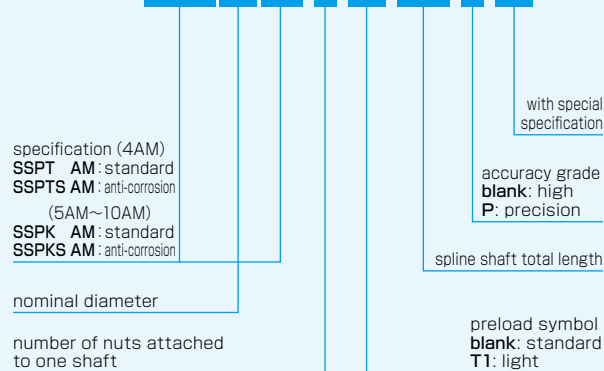 with special
specification
specification (4AM)
SSPT AM : standard
SSPTS AM : anti-corrosion
(5AM~10AM)
SSPK AM : standard
SSPKS AM : anti-corrosion
accuracy grade
blank: high
P: precision
spline shaft total length
nominal diameter
number of nuts attached
to one shaft
preload symbol
blank: standard
T1: light